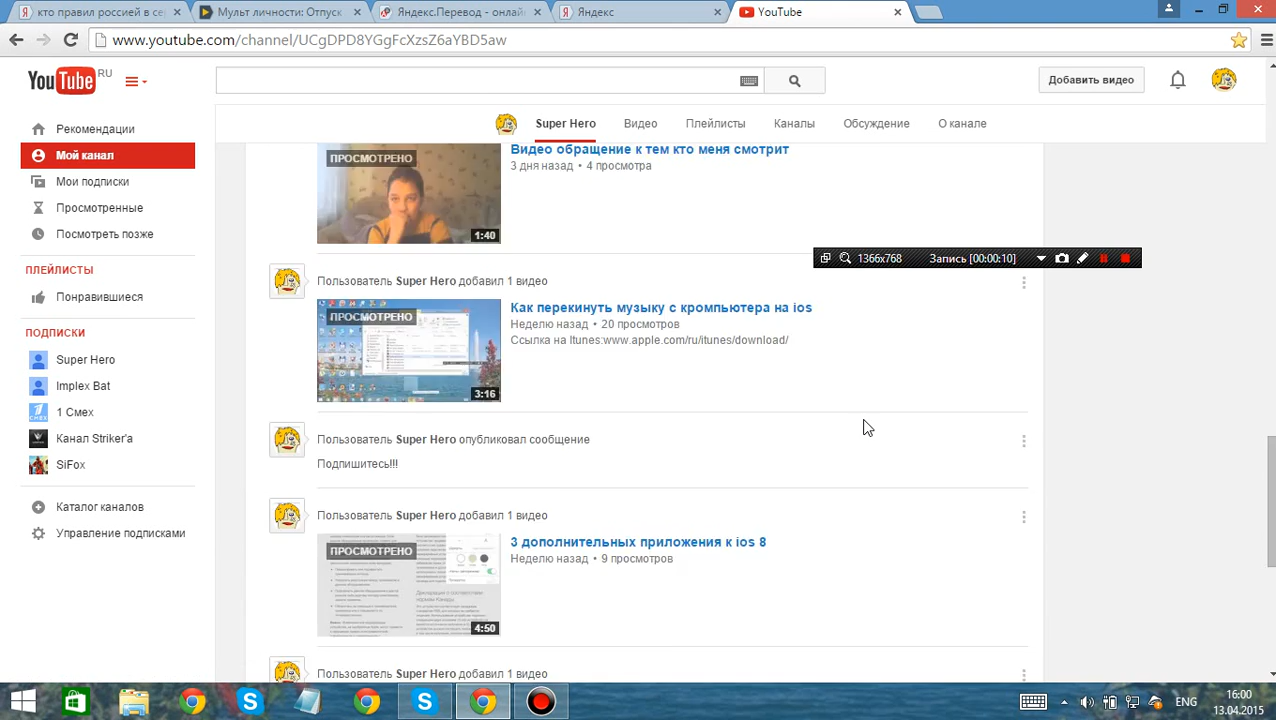 кто правил россией в се
Мульт личности: Отпуск
Яндекс.Перевод - онлай
Яндекс
YouTube
www.youtube.com/channel/UCgDPD8YGgFcXzsZ6aYBD5aw
YouTube RU
Добавить видео
Super Hero
Видео
Плейлисты
Каналы
Обсуждение
О канале
Рекомендации
Мой канал
Мои подписки
Просмотренные
Посмотреть позже
ПЛЕЙЛИСТЫ
Понравившиеся
ПОДПИСКИ
Super Hero
Implex Bat
1 Смех
Канал Striker'a
SiFox
Каталог каналов
Управление подписками
ПРОСМОТРЕНО
1:40
Видео обращение к тем кто меня смотрит
3 дня назад • 4 просмотра
1366x768
Запись [00:00:10]
Пользователь Super Hero добавил 1 видео
ПРОСМОТРЕНО
3:16
Как перекинуть музыку с кромпьютера на ios
Неделю назад • 20 просмотров
Ссылка на Itunes:www.apple.com/ru/itunes/download/
Пользователь Super Hero опубликовал сообщение
Подпишитесь!!!
Пользователь Super Hero добавил 1 видео
ПРОСМОТРЕНО
4:50
3 дополнительных приложения к ios 8
Неделю назад • 9 просмотров
Пользователь Super Hero добавил 1 видео
ENG
16:00
13.04.2015